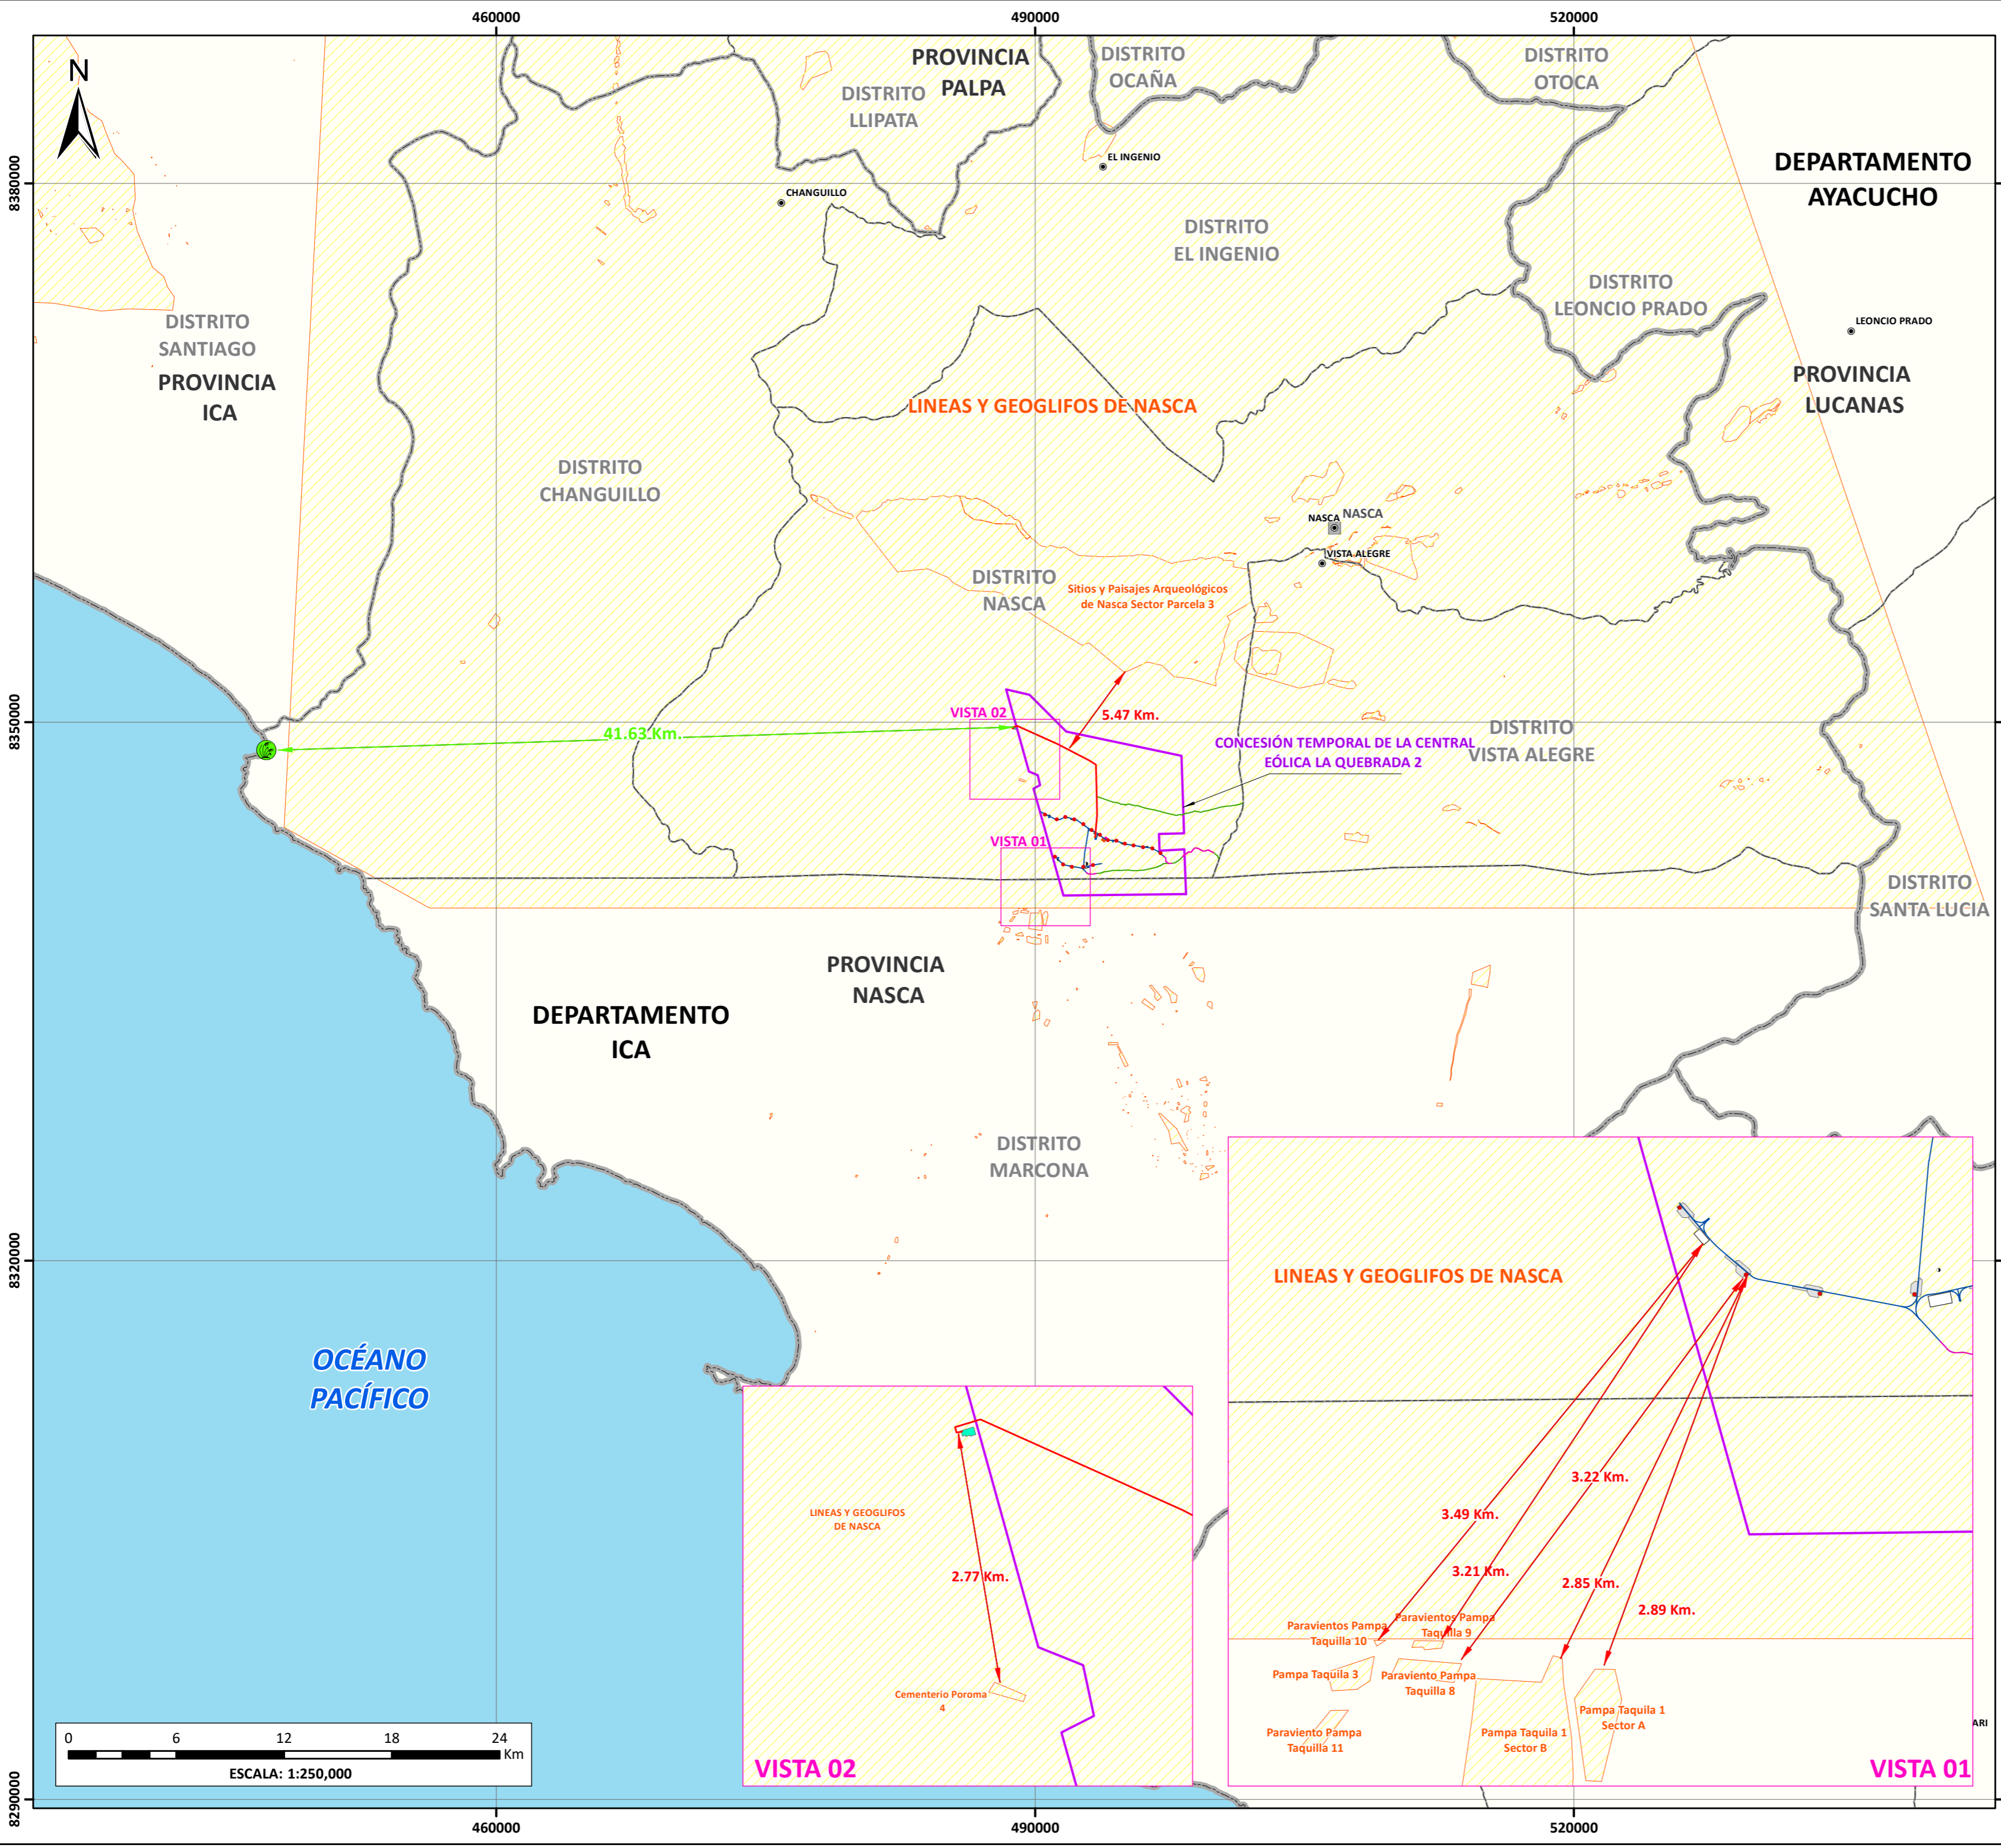 460000
490000
520000
N
PROVINCIA
PALPA
DISTRITO
OCAÑA
DISTRITO
OTOCA
DISTRITO
LLIPATA
EL INGENIO
DEPARTAMENTO
AYACUCHO
8380000
CHANGUILLO
DISTRITO
EL INGENIO
DISTRITO
LEONCIO PRADO
LEONCIO PRADO
DISTRITO
SANTIAGO
PROVINCIA
ICA
PROVINCIA
LUCANAS
LINEAS Y GEOGLIFOS DE NASCA
DISTRITO
CHANGUILLO
NASCA
NASCA
VISTA ALEGRE
DISTRITO
NASCA
Sitios y Paisajes Arqueológicos
de Nasca Sector Parcela 3
8350000
VISTA 02
5.47 Km.
41.63 Km.
CONCESIÓN TEMPORAL DE LA CENTRAL
EÓLICA LA QUEBRADA 2
DISTRITO
VISTA ALEGRE
VISTA 01
DISTRITO
SANTA LUCIA
PROVINCIA
NASCA
DEPARTAMENTO
ICA
DISTRITO
MARCONA
8320000
LINEAS Y GEOGLIFOS DE NASCA
OCÉANO
PACÍFICO
3.22 Km.
3.49 Km.
3.21 Km.
2.85 Km.
2.89 Km.
Paravientos Pampa
Taquilla 10
Paravientos Pampa
Taquilla 9
Pampa Taquila 3
Paraviento Pampa
Taquilla 8
Paraviento Pampa
Taquilla 11
Pampa Taquila 1
Sector B
Pampa Taquila 1
Sector A
ARI
VISTA 01
LINEAS Y GEOGLIFOS
DE NASCA
2.77 Km.
Cementerio Poroma
4
VISTA 02
0 6 12 18 24
Km
ESCALA: 1:250,000
8290000
460000
490000
520000